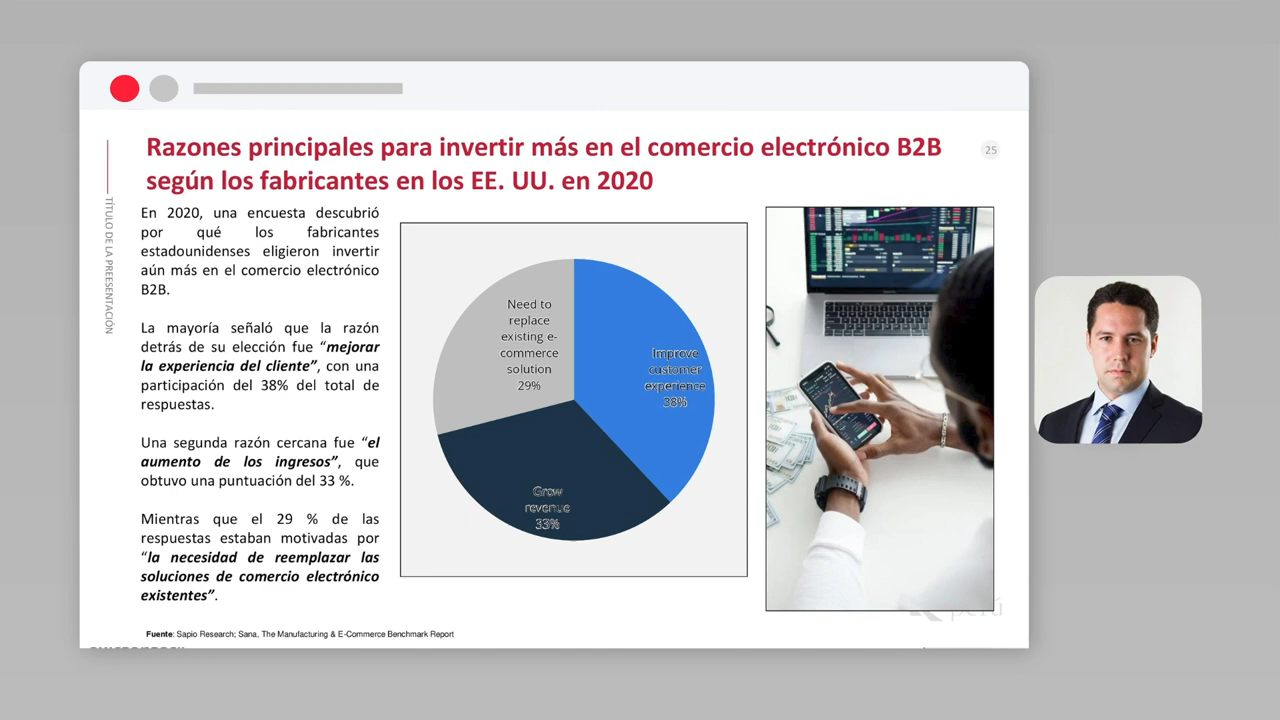 Razones principales para invertir más en el comercio electrónico B2B
según los fabricantes en los EE. UU. en 2020
25
TÍTULO DE LA PREESENTACIÓN
En 2020, una encuesta descubrió
por qué los fabricantes
estadounidenses eligieron invertir
aún más en el comercio electrónico
B2B.
La mayoría señaló que la razón
detrás de su elección fue “mejorar
la experiencia del cliente”, con una
participación del 38% del total de
respuestas.
Una segunda razón cercana fue “el
aumento de los ingresos”, que
obtuvo una puntuación del 33 %.
Mientras que el 29 % de las
respuestas estaban motivadas por
“la necesidad de reemplazar las
soluciones de comercio electrónico
existentes”.
Need to
replace
existing e-
commerce
solution
29%
Improve
customer
experience
38%
Grow
revenue
33%
perú
Fuente: Sapio Research; Sana, The Manufacturing & E-Commerce Benchmark Report